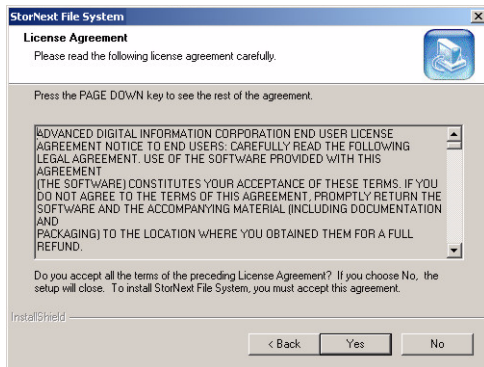 StorNext File System
License Agreement
Please read the following license agreement carefully.
Press the PAGE DOWN key to see the rest of the agreement.
ADVANCED DIGITAL INFORMATION CORPORATION END USER LICENSE
AGREEMENT NOTICE TO END USERS: CAREFULLY READ THE FOLLOWING
LEGAL AGREEMENT. USE OF THE SOFTWARE PROVIDED WITH THIS
AGREEMENT
(THE SOFTWARE) CONSTITUTES YOUR ACCEPTANCE OF THESE TERMS. IF YOU
DO NOT AGREE TO THE TERMS OF THIS AGREEMENT, PROMPTLY RETURN THE
SOFTWARE AND THE ACCOMPANYING MATERIAL (INCLUDING DOCUMENTATION
AND
PACKAGING) TO THE LOCATION WHERE YOU OBTAINED THEM FOR A FULL
REFUND.
Do you accept all the terms of the preceding License Agreement? If you choose No, the
setup will close. To install StorNext File System, you must accept this agreement.
InstallShield
< Back Yes No